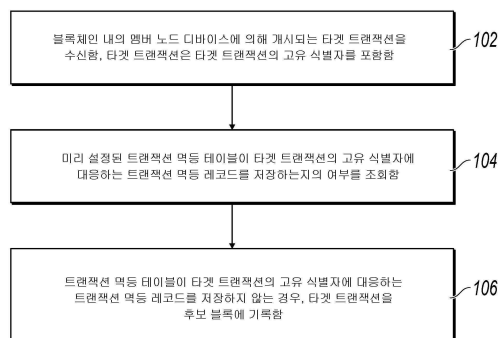 블록체인 내의 멤버 노드 디바이스에 의해 개시되는 타겟 트랜잭션을
수신함, 타겟 트랜잭션은 타겟 트랜잭션의 고유 식별자를 포함함
102
미리 설정된 트랜잭션 멱등 테이블이 타겟 트랜잭션의 고유 식별자에
대응하는 트랜잭션 멱등 레코드를 저장하는지의 여부를 조회함
104
트랜잭션 멱등 테이블이 타겟 트랜잭션의 고유 식별자에 대응하는
트랜잭션 멱등 레코드를 저장하지 않는 경우, 타겟 트랜잭션을
후보 블록에 기록함
106